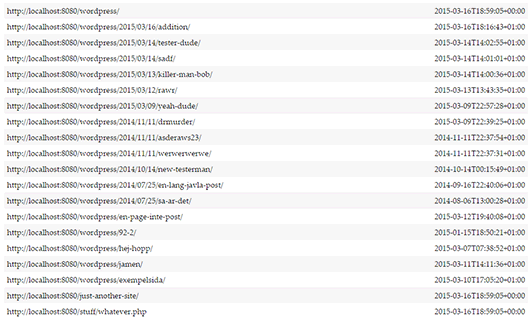 http://localhost:8080/wordpress/ 2015-03-16T18:59:05+00:00
http://localhost:8080/wordpress/2015/03/16/addition/ 2015-03-16T18:16:43+01:00
http://localhost:8080/wordpress/2015/03/14/tester-dude/ 2015-03-14T14:02:55+01:00
http://localhost:8080/wordpress/2015/03/14/sadf/ 2015-03-14T14:01:01+01:00
http://localhost:8080/wordpress/2015/03/13/killer-man-bob/ 2015-03-14T14:00:36+01:00
http://localhost:8080/wordpress/2015/03/12/rawr/ 2015-03-13T13:43:35+01:00
http://localhost:8080/wordpress/2015/03/09/yeah-dude/ 2015-03-09T22:57:28+01:00
http://localhost:8080/wordpress/2014/11/11/drmurder/ 2015-03-09T22:39:25+01:00
http://localhost:8080/wordpress/2014/11/11/asderaws23/ 2014-11-11T22:37:54+01:00
http://localhost:8080/wordpress/2014/11/11/werwerwerwe/ 2014-11-11T22:37:31+01:00
http://localhost:8080/wordpress/2014/10/14/new-testerman/ 2014-10-14T00:15:49+01:00
http://localhost:8080/wordpress/2014/07/25/en-lang-javla-post/ 2014-09-16T22:40:06+01:00
http://localhost:8080/wordpress/2014/07/25/sa-ar-det/ 2014-08-06T13:00:28+01:00
http://localhost:8080/wordpress/en-page-inte-post/ 2015-03-12T19:40:08+01:00
http://localhost:8080/wordpress/92-2/ 2015-01-15T18:50:21+01:00
http://localhost:8080/wordpress/hej-hopp/ 2015-03-07T07:38:52+01:00
http://localhost:8080/wordpress/jamen/ 2015-03-11T14:11:36+01:00
http://localhost:8080/wordpress/exempelsida/ 2015-03-10T17:05:20+01:00
http://localhost:8080/just-another-site/ 2015-03-16T18:59:05+00:00
http://localhost:8080/stuff/whatever.php 2015-03-16T18:59:05+00:00